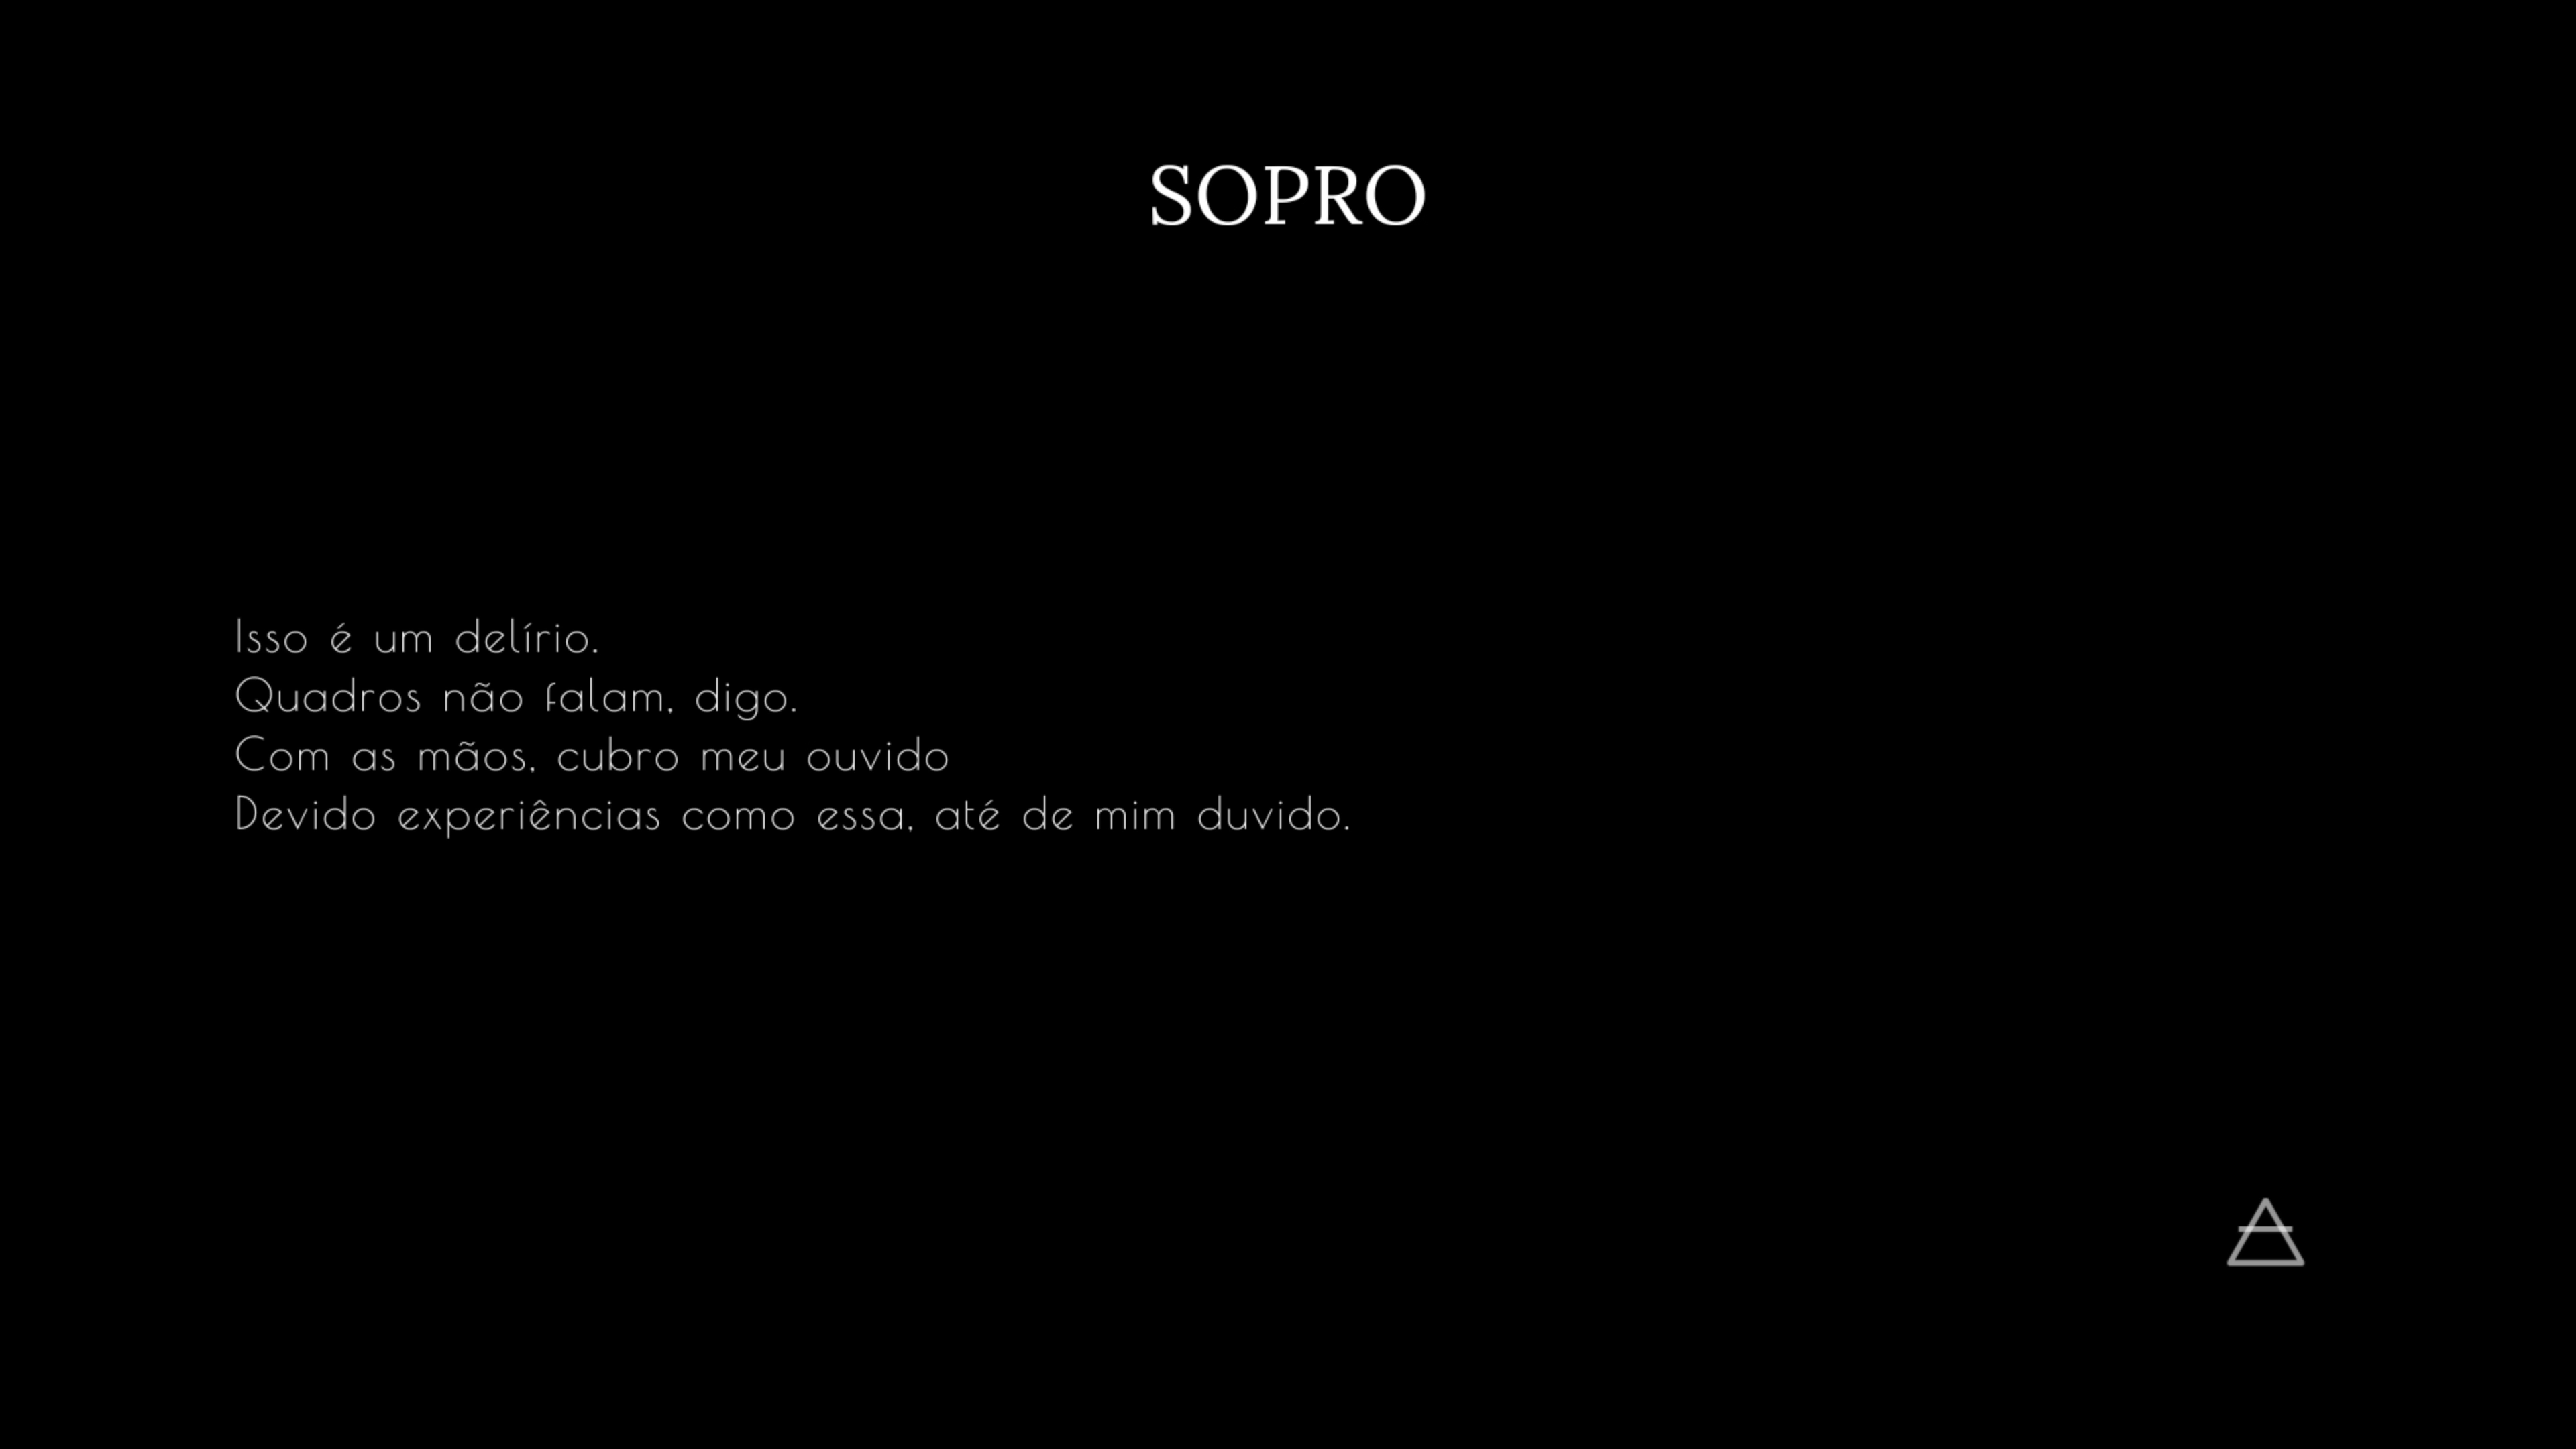 SOPRO
Isso é um delírio.
Quadros não falam, digo.
Com as mãos, cubro meu ouvido
Devido experiências como essa, até de mim duvido.